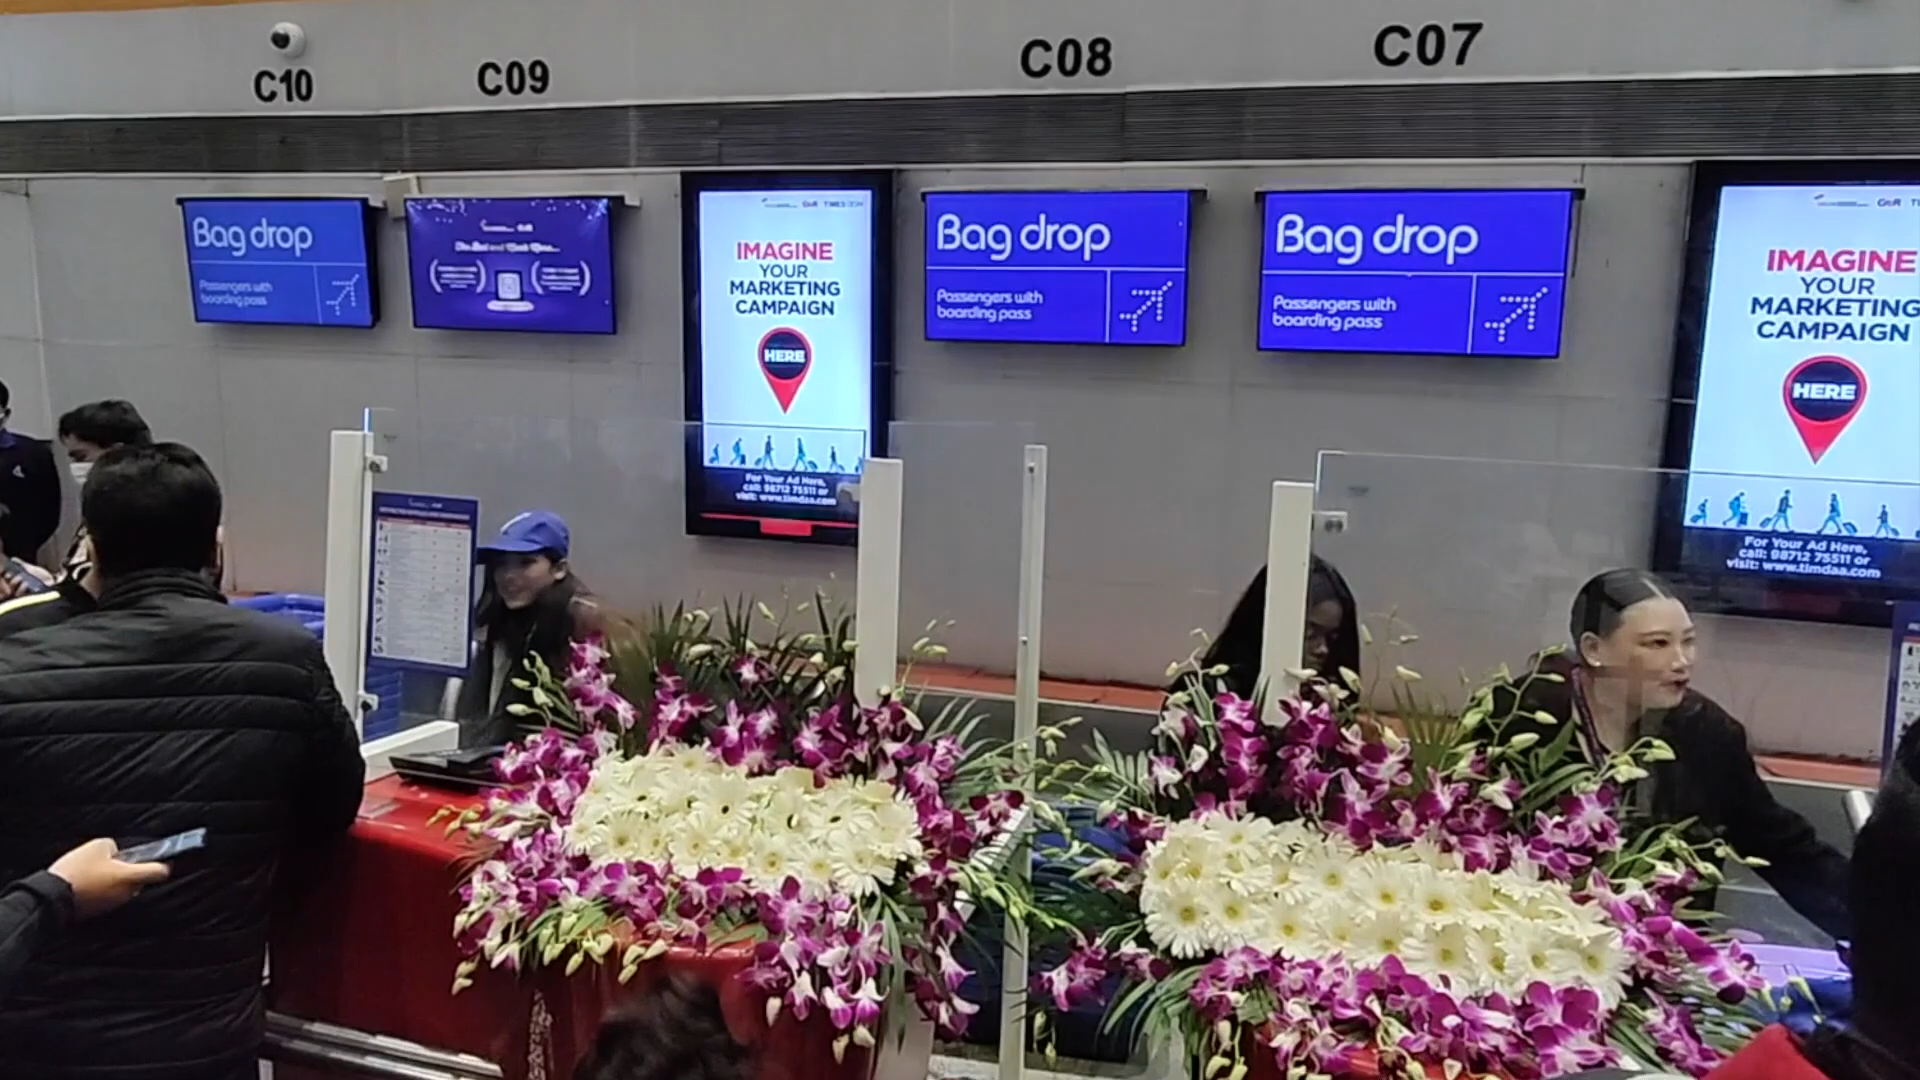 C10
C09
C08
C07
Bag drop
Passengers with
boarding pass
IMAGINE
YOUR
MARKETING
CAMPAIGN
HERE
For Your Ad Here,
call: 98712 75511 or
visit: www.timdaa.com
Bag drop
Passengers with
boarding pass
Bag drop
Passengers with
boarding pass
GMR
IMAGINE
YOUR
MARKETING
CAMPAIGN
HERE
For Your Ad Here,
call: 98712 75511 or
visit: www.timdaa.com